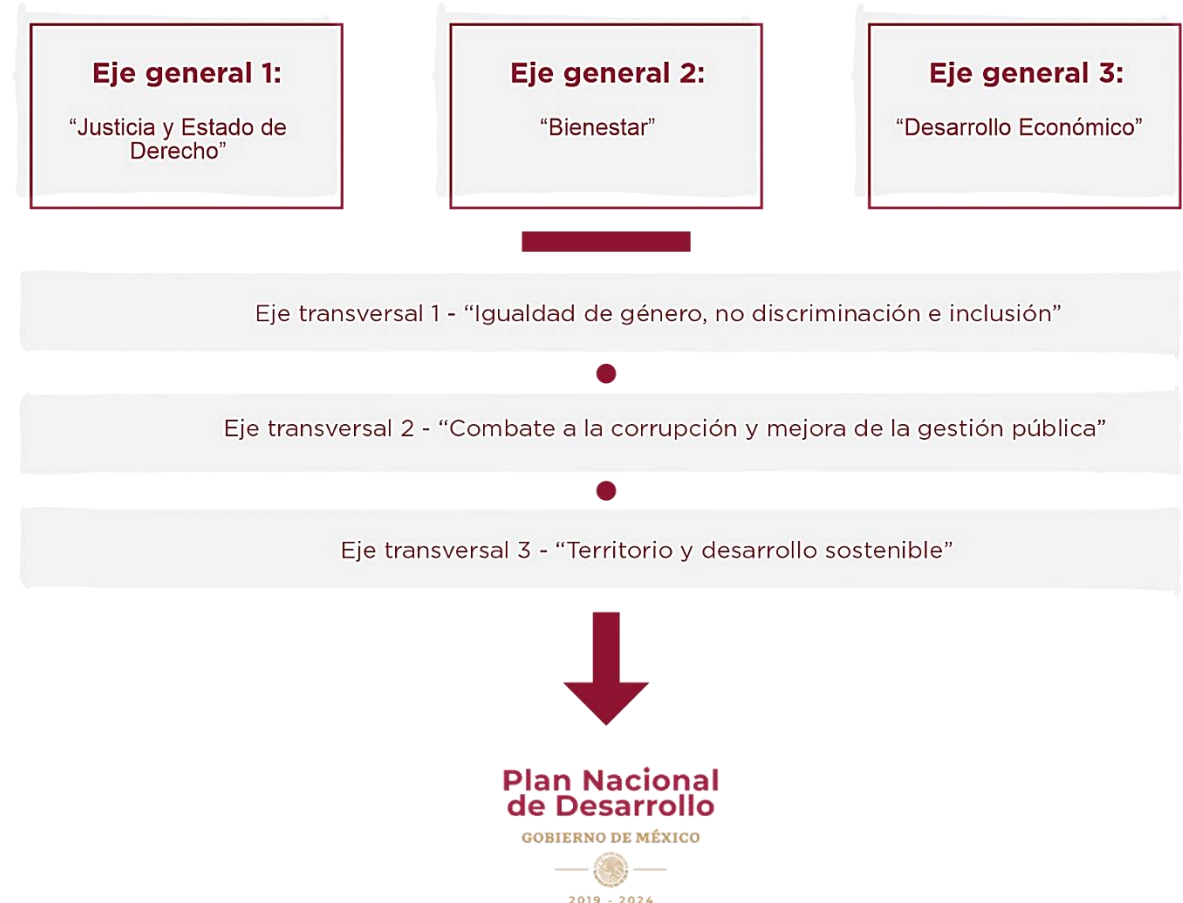 Eje general 1:
“Justicia y Estado de
Derecho”
Eje general 2:
“Bienestar”
Eje general 3:
“Desarrollo Económico”
Eje transversal 1 - “Igualdad de género, no discriminación e inclusión”
Eje transversal 2 - “Combate a la corrupción y mejora de la gestión pública”
Eje transversal 3 - “Territorio y desarrollo sostenible”
Plan Nacional
de Desarrollo
GOBIERNO DE MÉXICO
2019 - 2024